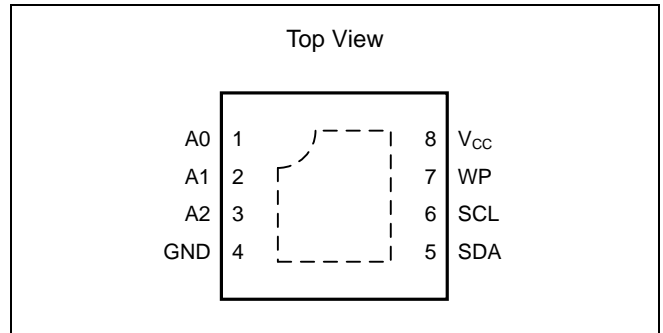 Top View
A0 1 8 VCC
A1 2 7 WP
A2 3 6 SCL
GND 4 5 SDA